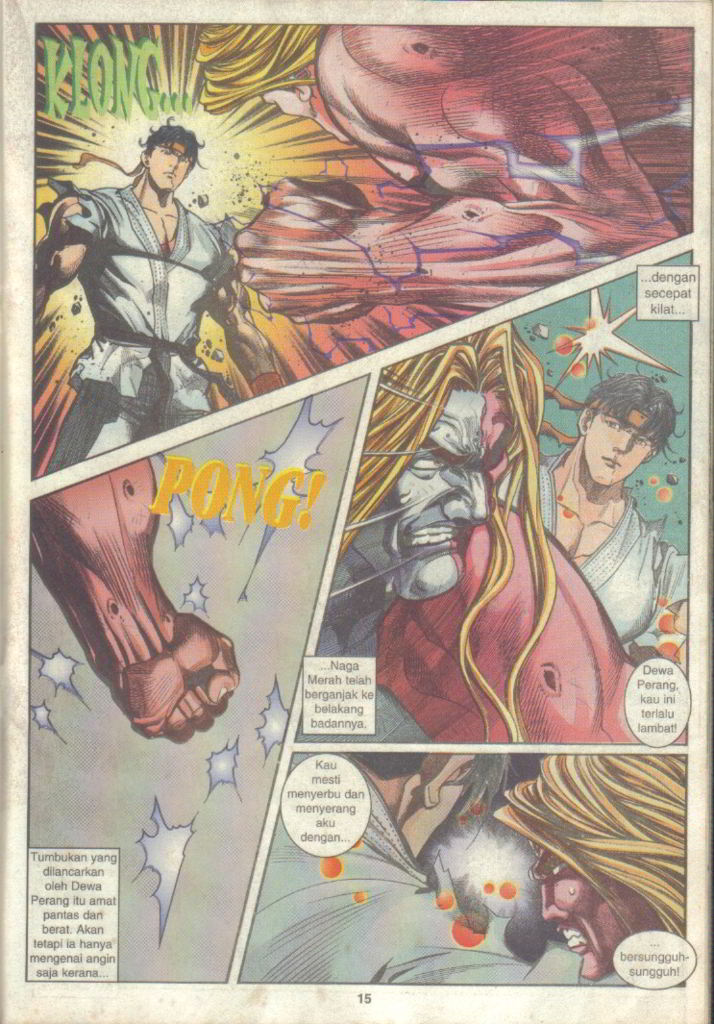 KLONG...
PONG!
Tumbukan yang
dilancarkan
oleh Dewa
Perang itu amat
pantas dan
berat. Akan
tetapi ia hanya
mengenai angin
saja kerana...
...dengan
secepat
kilat...
...Naga
Merah telah
berganjak ke
belakang
badannya.
Dewa
Perang,
kau ini
terlalu
lambat!
Kau
mesti
menyerbu dan
menyerang
aku
dengan...
...
bersungguh-
sungguh!
15